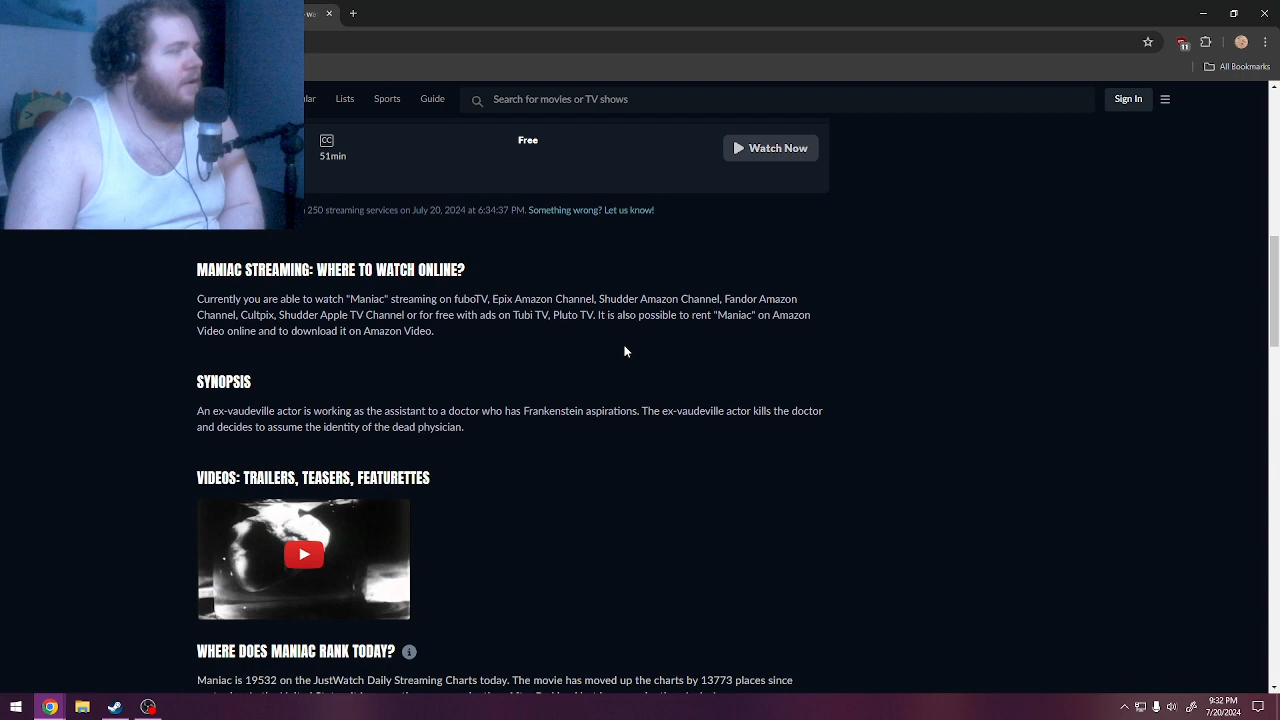 All Bookmarks
Lists
Sports
Guide
Search for movies or TV shows
Sign In
CC
51min
Free
Watch Now
250 streaming services on July 20, 2024 at 6:34:37 PM. Something wrong? Let us know!
MANIAC STREAMING: WHERE TO WATCH ONLINE?
Currently you are able to watch "Maniac" streaming on fuboTV, Epix Amazon Channel, Shudder Amazon Channel, Fandor Amazon
Channel, Cultpix, Shudder Apple TV Channel or for free with ads on Tubi TV, Pluto TV. It is also possible to rent "Maniac" on Amazon
Video online and to download it on Amazon Video.
SYNOPSIS
An ex-vaudeville actor is working as the assistant to a doctor who has Frankenstein aspirations. The ex-vaudeville actor kills the doctor
and decides to assume the identity of the dead physician.
VIDEOS: TRAILERS, TEASERS, FEATURETTES
WHERE DOES MANIAC RANK TODAY?
Maniac is 19532 on the JustWatch Daily Streaming Charts today. The movie has moved up the charts by 13773 places since
9:32 PM
7/20/2024